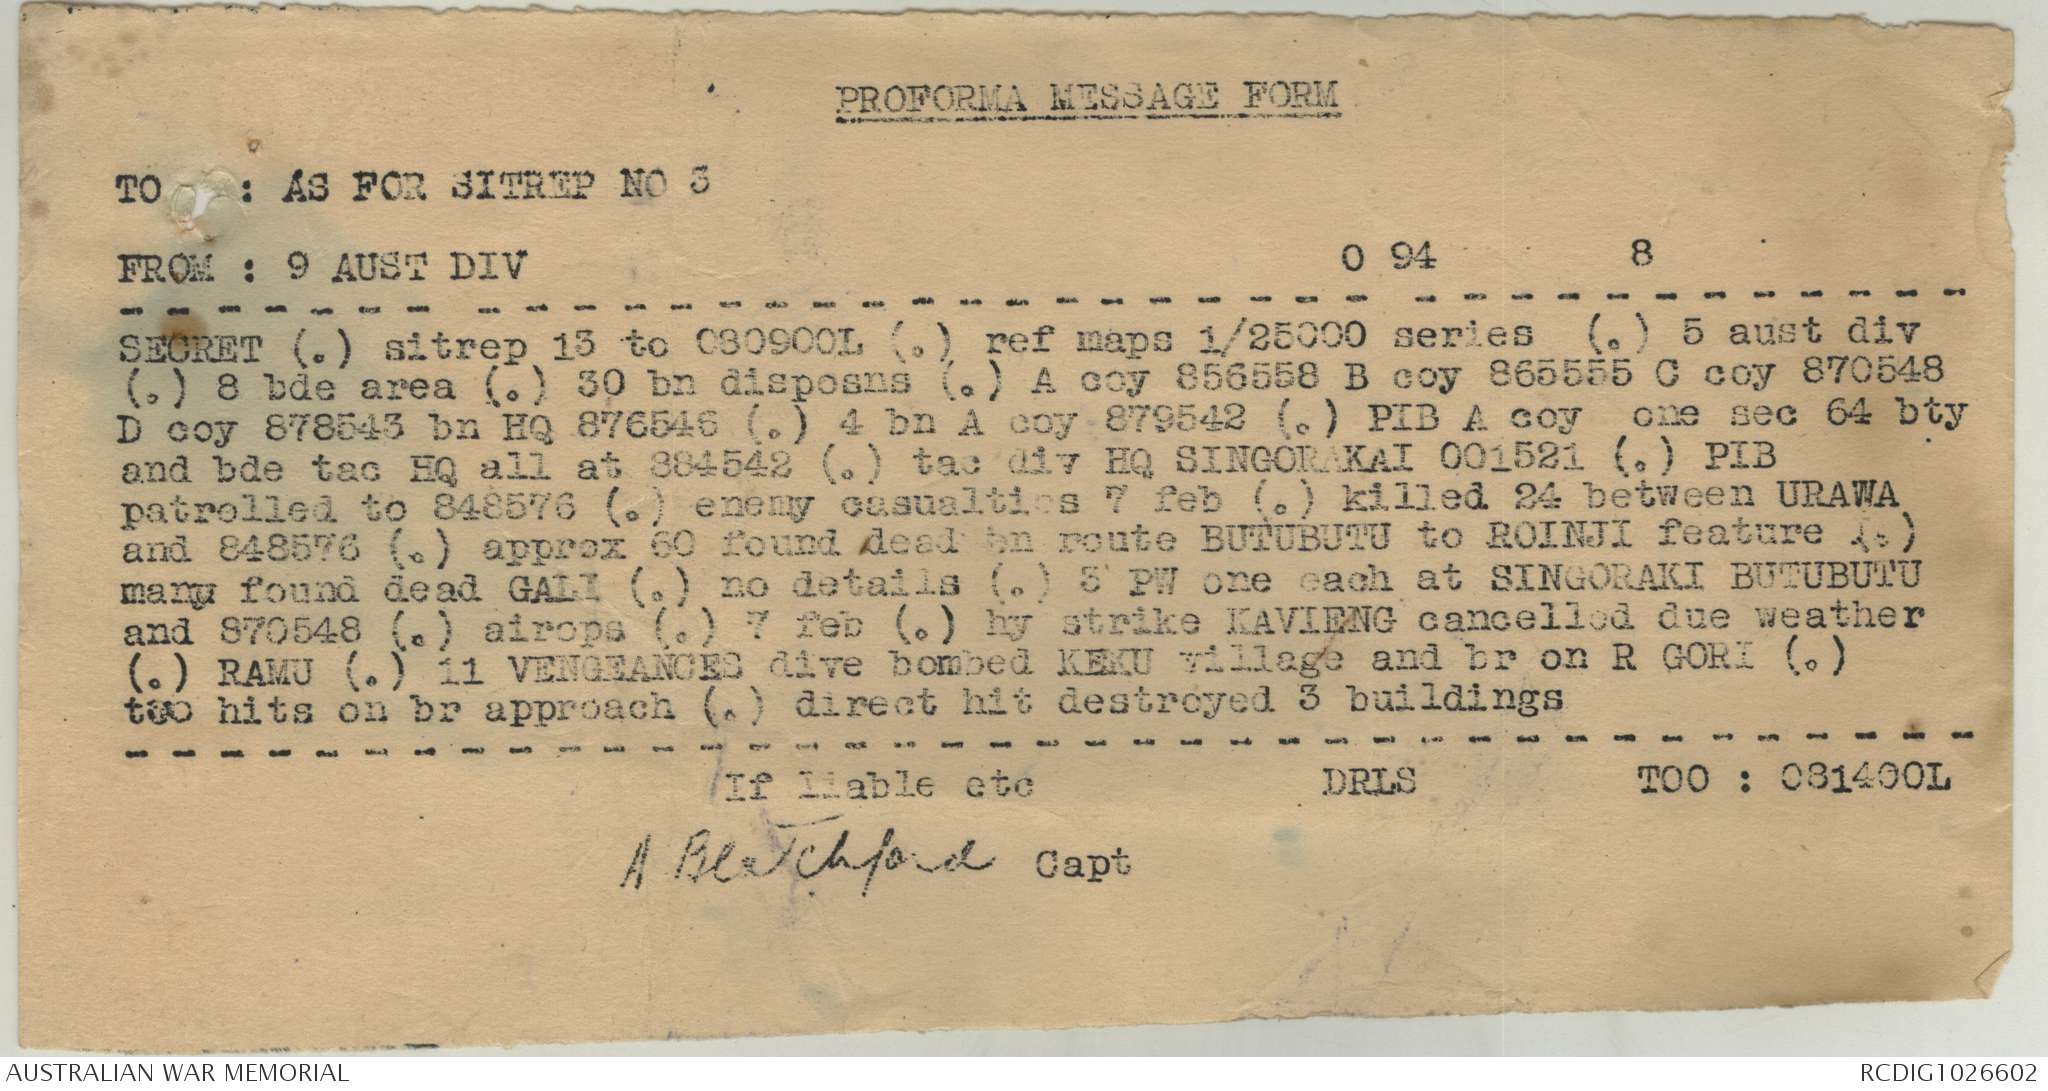 PROFORMA MESSAGE FORM
TO : AS FOR SITREP NO 3
FROM : 9 AUST DIV 0 94 8
SECRET (.) sitrep 13 to 080900L (.) ref maps 1/25000 series (.) 5 aust div
(.) 8 bde area (.) 30 bn disposns (.) A coy 856558 B coy 865555 C coy 870548
D coy 878543 bn HQ 876546 (.) 4 bn A coy 879542 (.) PIB A coy one sec 64 bty
and bde tac HQ all at 884542 (.) tac div HQ SINGORAKAI 001521 (.) PIB
patrolled to 848576 (.) enemy casualties 7 feb (.) killed 24 between URAWA
and 848576 (.) approx 60 found dead on route BUTUBUTU to ROINJI feature (.)
many found dead GALI (.) no details (.) 3 PW one each at SINGORAKI BUTUBUTU
and 870548 (.) airops (.) 7 feb (.) hy strike KAVIENG cancelled due weather
(.) RAMU (.) 11 VENGEANCES dive bombed KEKU village and br on R GORI (.)
two hits on br approach (.) direct hit destroyed 3 buildings
If liable etc DRLS TOO : 081400L
A Blatchford Capt
AUSTRALIAN WAR MEMORIAL RCDIG1026602